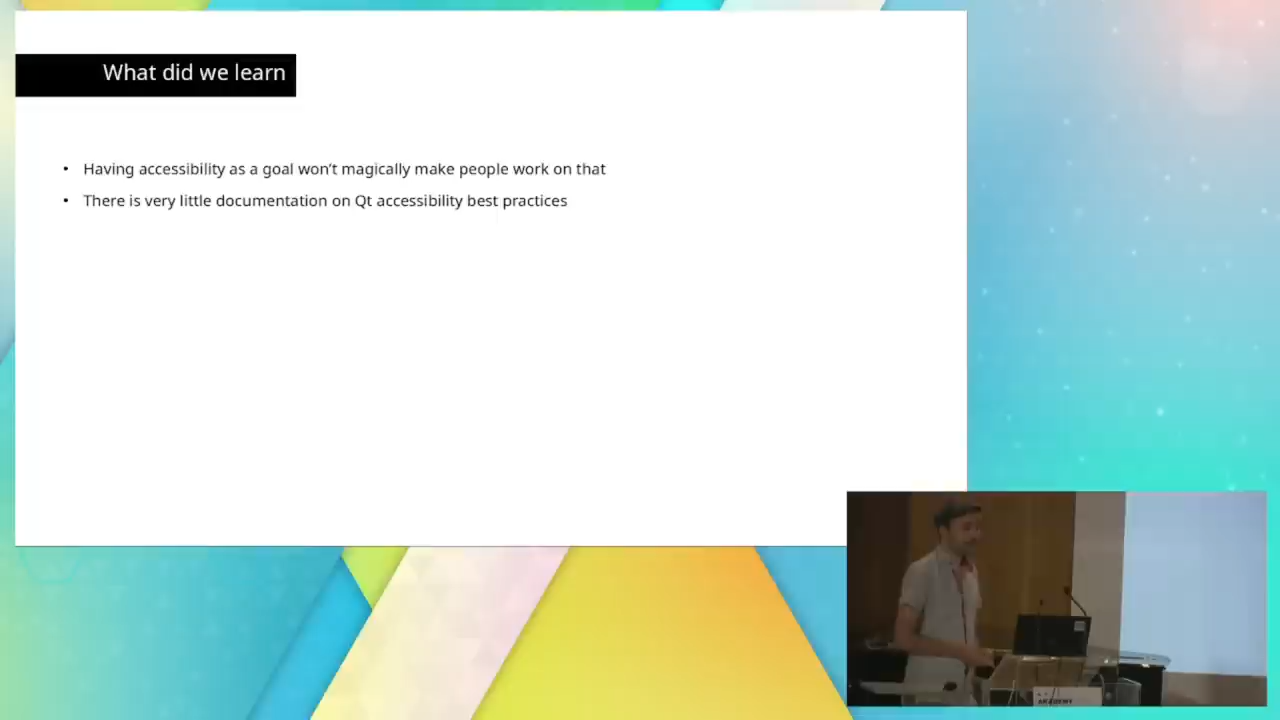 What did we learn
• Having accessibility as a goal won’t magically make people work on that
• There is very little documentation on Qt accessibility best practices
AKADEMY